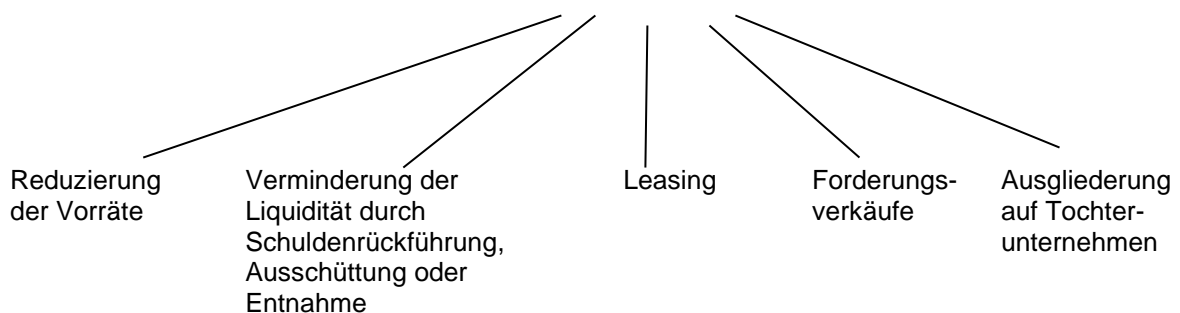 Reduzierung
der Vorräte
Verminderung der
Liquidität durch
Schuldenrückführung,
Ausschüttung oder
Entnahme
Leasing
Forderungs-
verkäufe
Ausgliederung
auf Tochter-
unternehmen